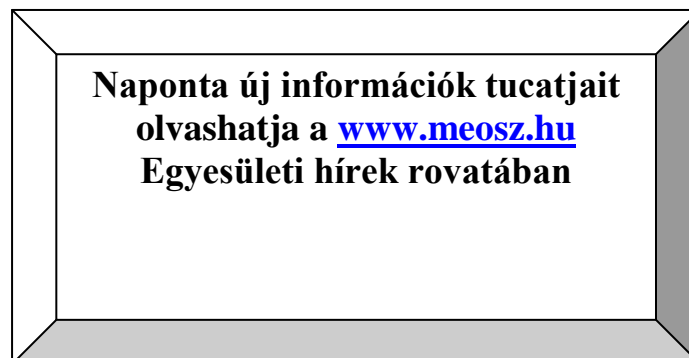 Naponta új információk tucatjait
olvashatja a www.meosz.hu
Egyesületi hírek rovatában